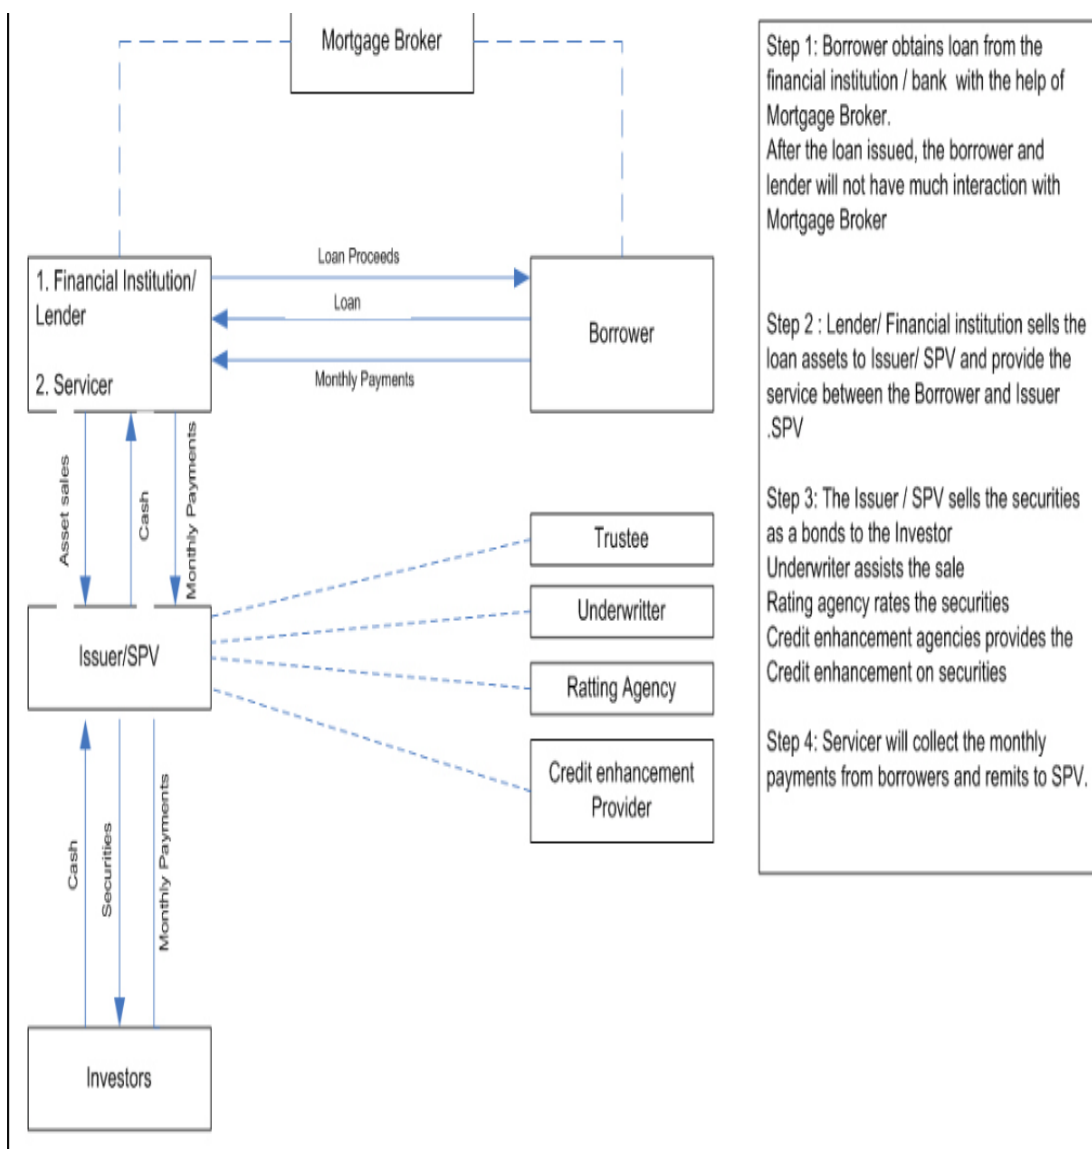 Mortgage Broker
Loan Proceeds
Loan
Monthly Payments
1. Financial Institution/
Lender
2. Servicer
Borrower
Asset sales
Cash
Monthly Payments
Trustee
Underwritter
Ratting Agency
Credit enhancement
Provider
Issuer/SPV
Cash
Securities
Monthly Payments
Investors
Step 1: Borrower obtains loan from the
financial institution / bank with the help of
Mortgage Broker.
After the loan issued, the borrower and
lender will not have much interaction with
Mortgage Broker
Step 2 : Lender/ Financial institution sells the
loan assets to Issuer/ SPV and provide the
service between the Borrower and Issuer
.SPV
Step 3: The Issuer / SPV sells the securities
as a bonds to the Investor
Underwriter assists the sale
Rating agency rates the securities
Credit enhancement agencies provides the
Credit enhancement on securities
Step 4: Servicer will collect the monthly
payments from borrowers and remits to SPV.